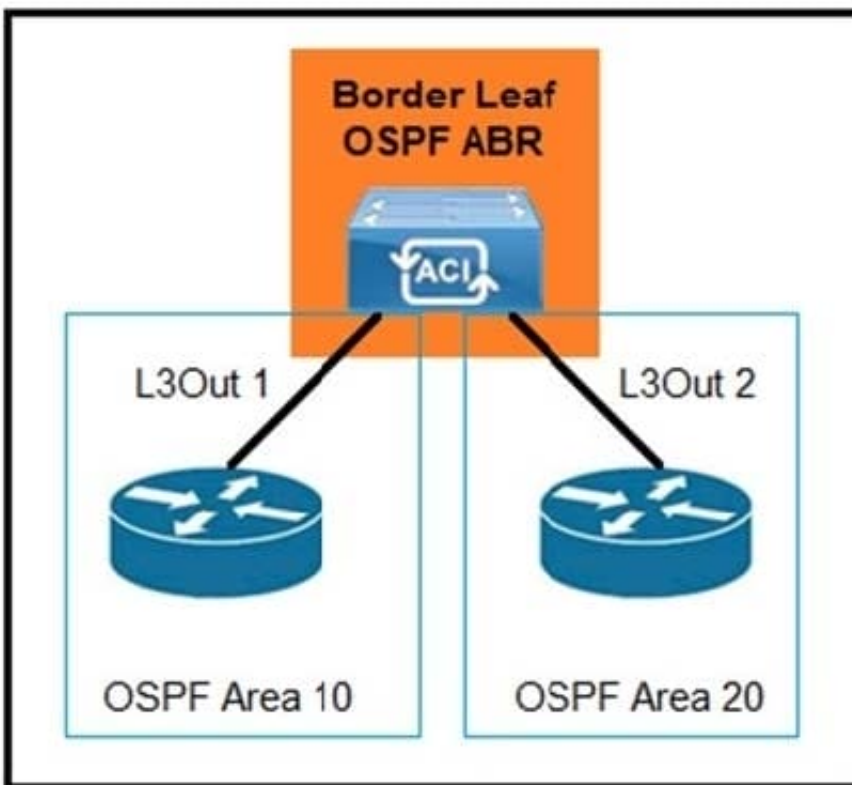 Border Leaf
OSPF ABR
ACI
L3Out 1
L3Out 2
OSPF Area 10
OSPF Area 20